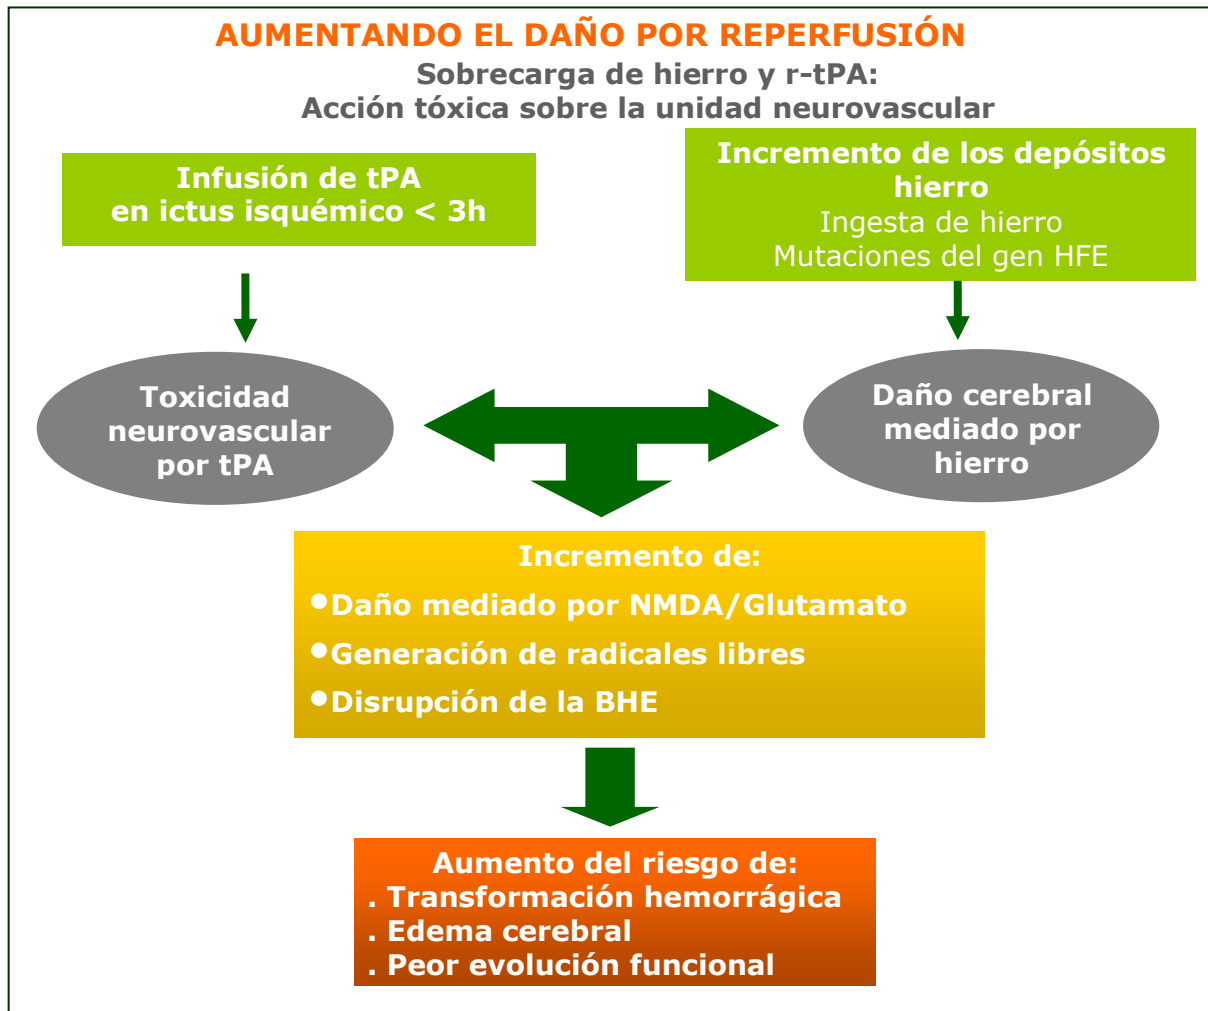 AUMENTANDO EL DAÑO POR REPERFUSIÓN
Sobrecarga de hierro y r-tPA:
Acción tóxica sobre la unidad neurovascular
Infusión de tPA
en ictus isquémico < 3h
Incremento de los depósitos
hierro
Ingesta de hierro
Mutaciones del gen HFE
Toxicidad
neurovascular
por tPA
Daño cerebral
mediado por
hierro
Incremento de:
•Daño mediado por NMDA/Glutamato
•Generación de radicales libres
•Disrupción de la BHE
Aumento del riesgo de:
. Transformación hemorrágica
. Edema cerebral
. Peor evolución funcional